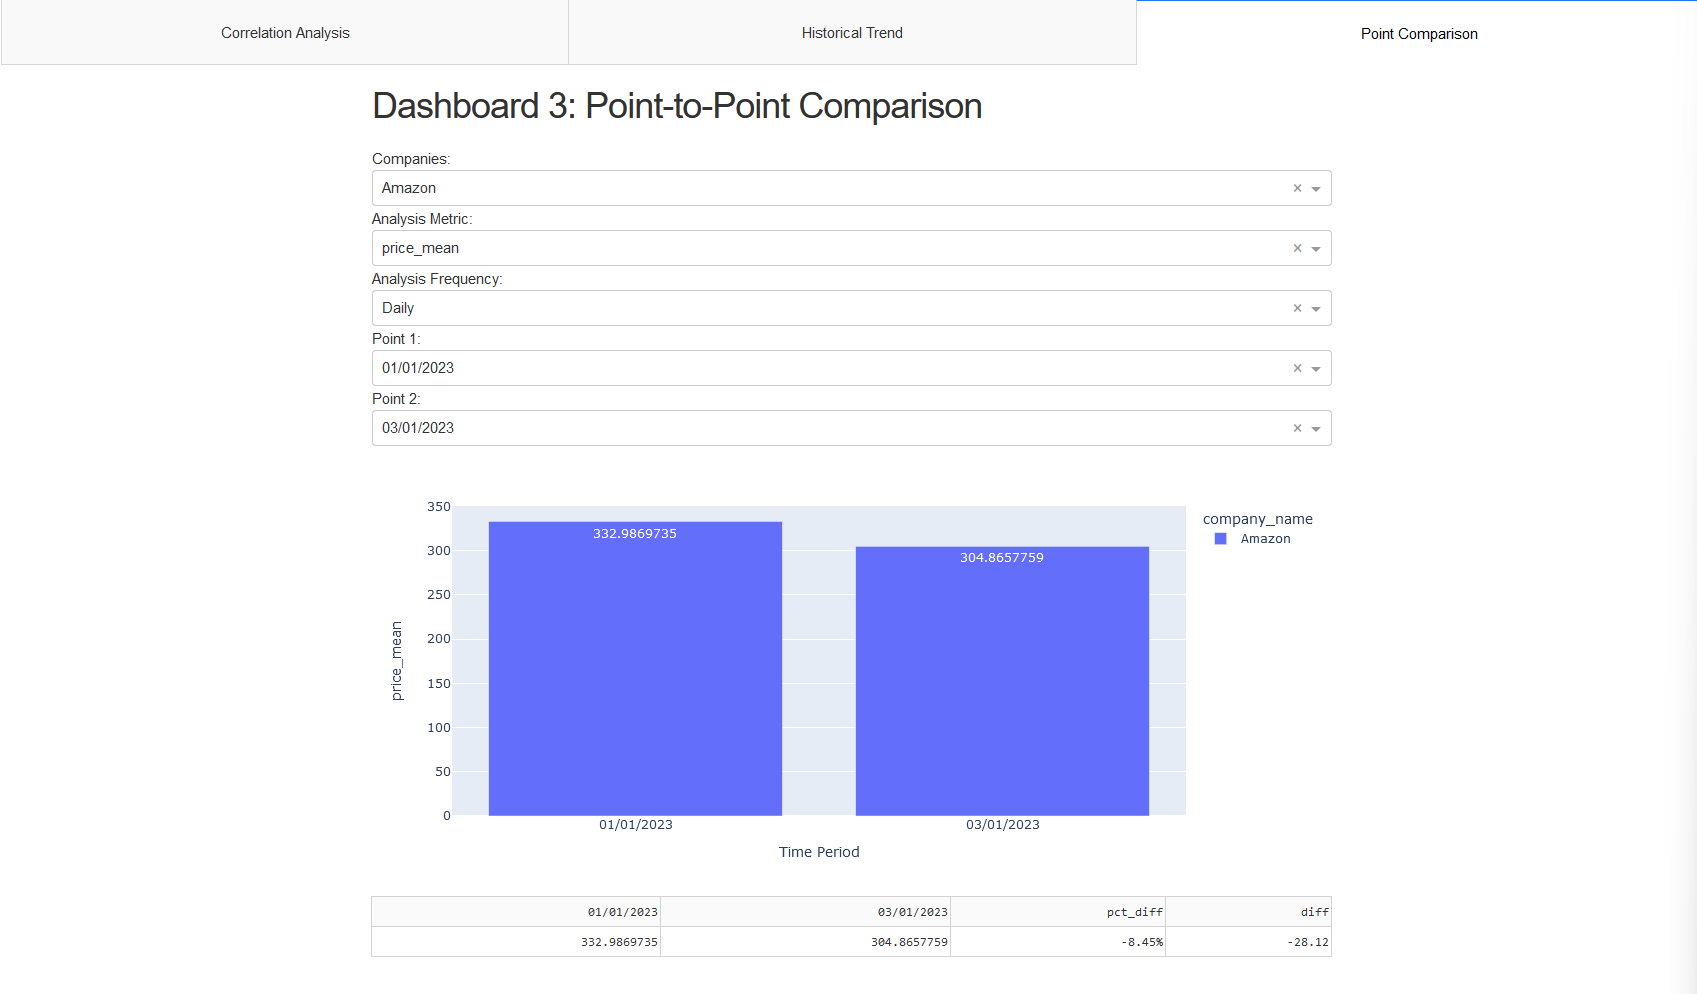 Correlation Analysis
Historical Trend
Point Comparison
Dashboard 3: Point-to-Point Comparison
Companies:
Amazon
Analysis Metric:
price_mean
Analysis Frequency:
Daily
Point 1:
01/01/2023
Point 2:
03/01/2023
350
300
250
200
150
100
50
0
price_mean
332.9869735
304.8657759
01/01/2023
03/01/2023
Time Period
company_name
Amazon
01/01/2023 03/01/2023 pct_diff diff
332.9869735 304.8657759 -8.45% -28.12